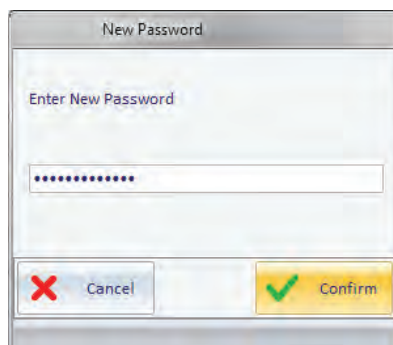 New Password
Enter New Password
•••••••••••••
Cancel
Confirm